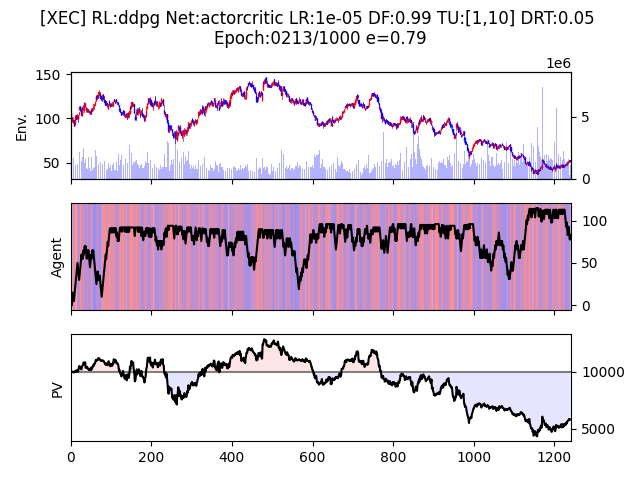 [XEC] RL:ddpg Net:actorcritic LR:1e-05 DF:0.99 TU:[1,10] DRT:0.05
Epoch:0213/1000 e=0.79
1e6
150
100
50
Env.
5
0
Agent
100
50
0
PV
10000
5000
0 200 400 600 800 1000 1200